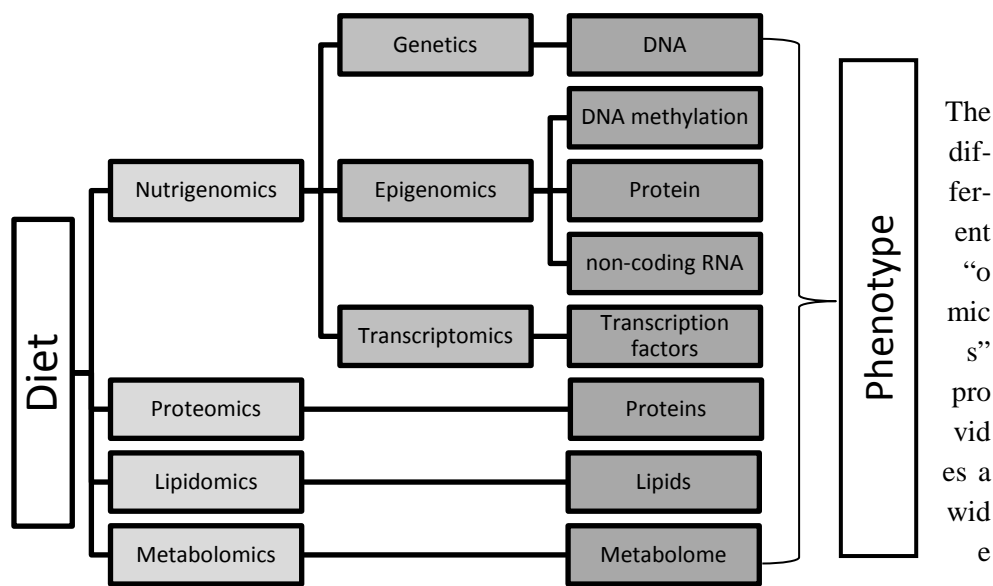 Diet
Nutrigenomics
Genetics
DNA
Epigenomics
DNA methylation
Protein
non-coding RNA
Transcriptomics
Transcription
factors
Proteomics
Proteins
Lipidomics
Lipids
Metabolomics
Metabolome
Phenotype
The
dif-
fer-
ent
“o
mic
s”
pro
vid
es a
wid
e